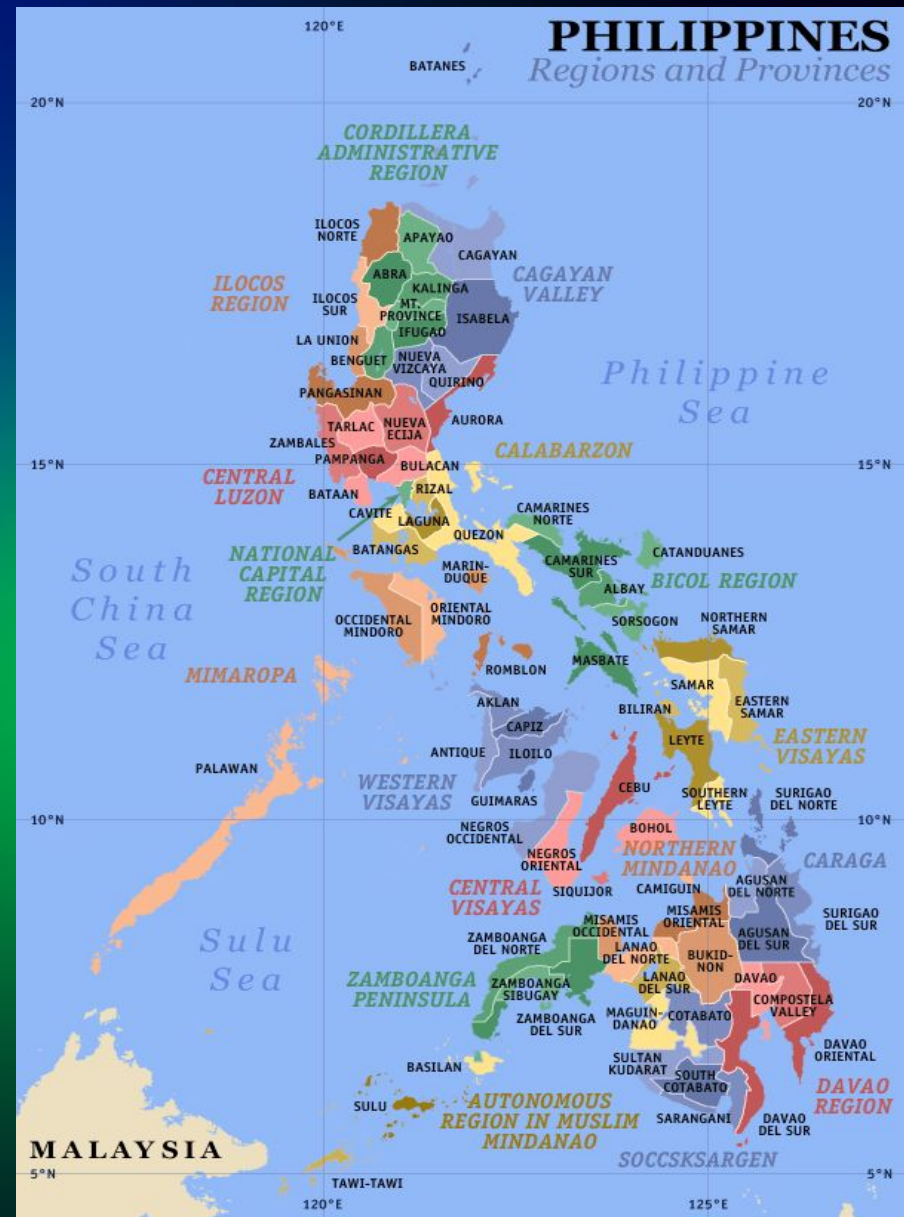 120°E
PHILIPPINES
Regions and Provinces
BATANES
20°N
20°N
CORDILLERA
ADMINISTRATIVE
REGION
ILOCOS
NORTE
APAYAO
CAGAYAN
ABRA
CAGAYAN
VALLEY
ILOCOS
REGION
KALINGA
ILOCOS
SUR
MT.
PROVINCE
ISABELA
IFUGAO
LA UNION
BENGUET
NUEVA
VIZCAYA
QUIRINO
Philippine
Sea
PANGASINAN
TARLAC
NUEVA
ECIJA
AURORA
ZAMBALES
CALABARZON
PAMPANGA
15°N
BULACAN
15°N
CENTRAL
LUZON
BATAAN
RIZAL
CAVITE
LAGUNA
CAMARINES
NORTE
QUEZON
BATANGAS
NATIONAL
CAPITAL
REGION
CATANDUANES
CAMARINES
SUR
MARIN-
DUQUE
BICOL REGION
ALBAY
South
China
Sea
ORIENTAL
MINDORO
OCCIDENTAL
MINDORO
SORSOGON
NORTHERN
SAMAR
MASBATE
ROMBLON
MIMAROPA
SAMAR
EASTERN
SAMAR
AKLAN
BILIRAN
CAPIZ
LEYTE
EASTERN
VISAYAS
ANTIQUE
ILOILO
PALAWAN
WESTERN
VISAYAS
CEBU
GUIMARAS
SOUTHERN
LEYTE
SURIGAO
DEL NORTE
10°N
10°N
NEGROS
OCCIDENTAL
BOHOL
NEGROS
ORIENTAL
NORTHERN
MINDANAO
CARAGA
AGUSAN
DEL NORTE
CENTRAL
VISAYAS
SIQUIJOR
CAMIGUIN
MISAMIS
ORIENTAL
SURIGAO
DEL SUR
MISAMIS
OCCIDENTAL
AGUSAN
DEL SUR
Sulu
Sea
ZAMBOANGA
DEL NORTE
LANAO
DEL NORTE
BUKID-
NON
ZAMBOANGA
PENINSULA
ZAMBOANGA
SIBUGAY
LANAO
DEL SUR
DAVAO
COMPOSTELA
VALLEY
ZAMBOANGA
DEL SUR
MAGUIN-
DANAO
COTABATO
DAVAO
ORIENTAL
BASILAN
SULTAN
KUDARAT
SOUTH
COTABATO
DAVAO
REGION
SULU
AUTONOMOUS
REGION IN MUSLIM
MINDANAO
SARANGANI
DAVAO
DEL SUR
MALAYSIA
SOCCSKSARGEN
5°N
5°N
TAWI-TAWI
120°E
125°E